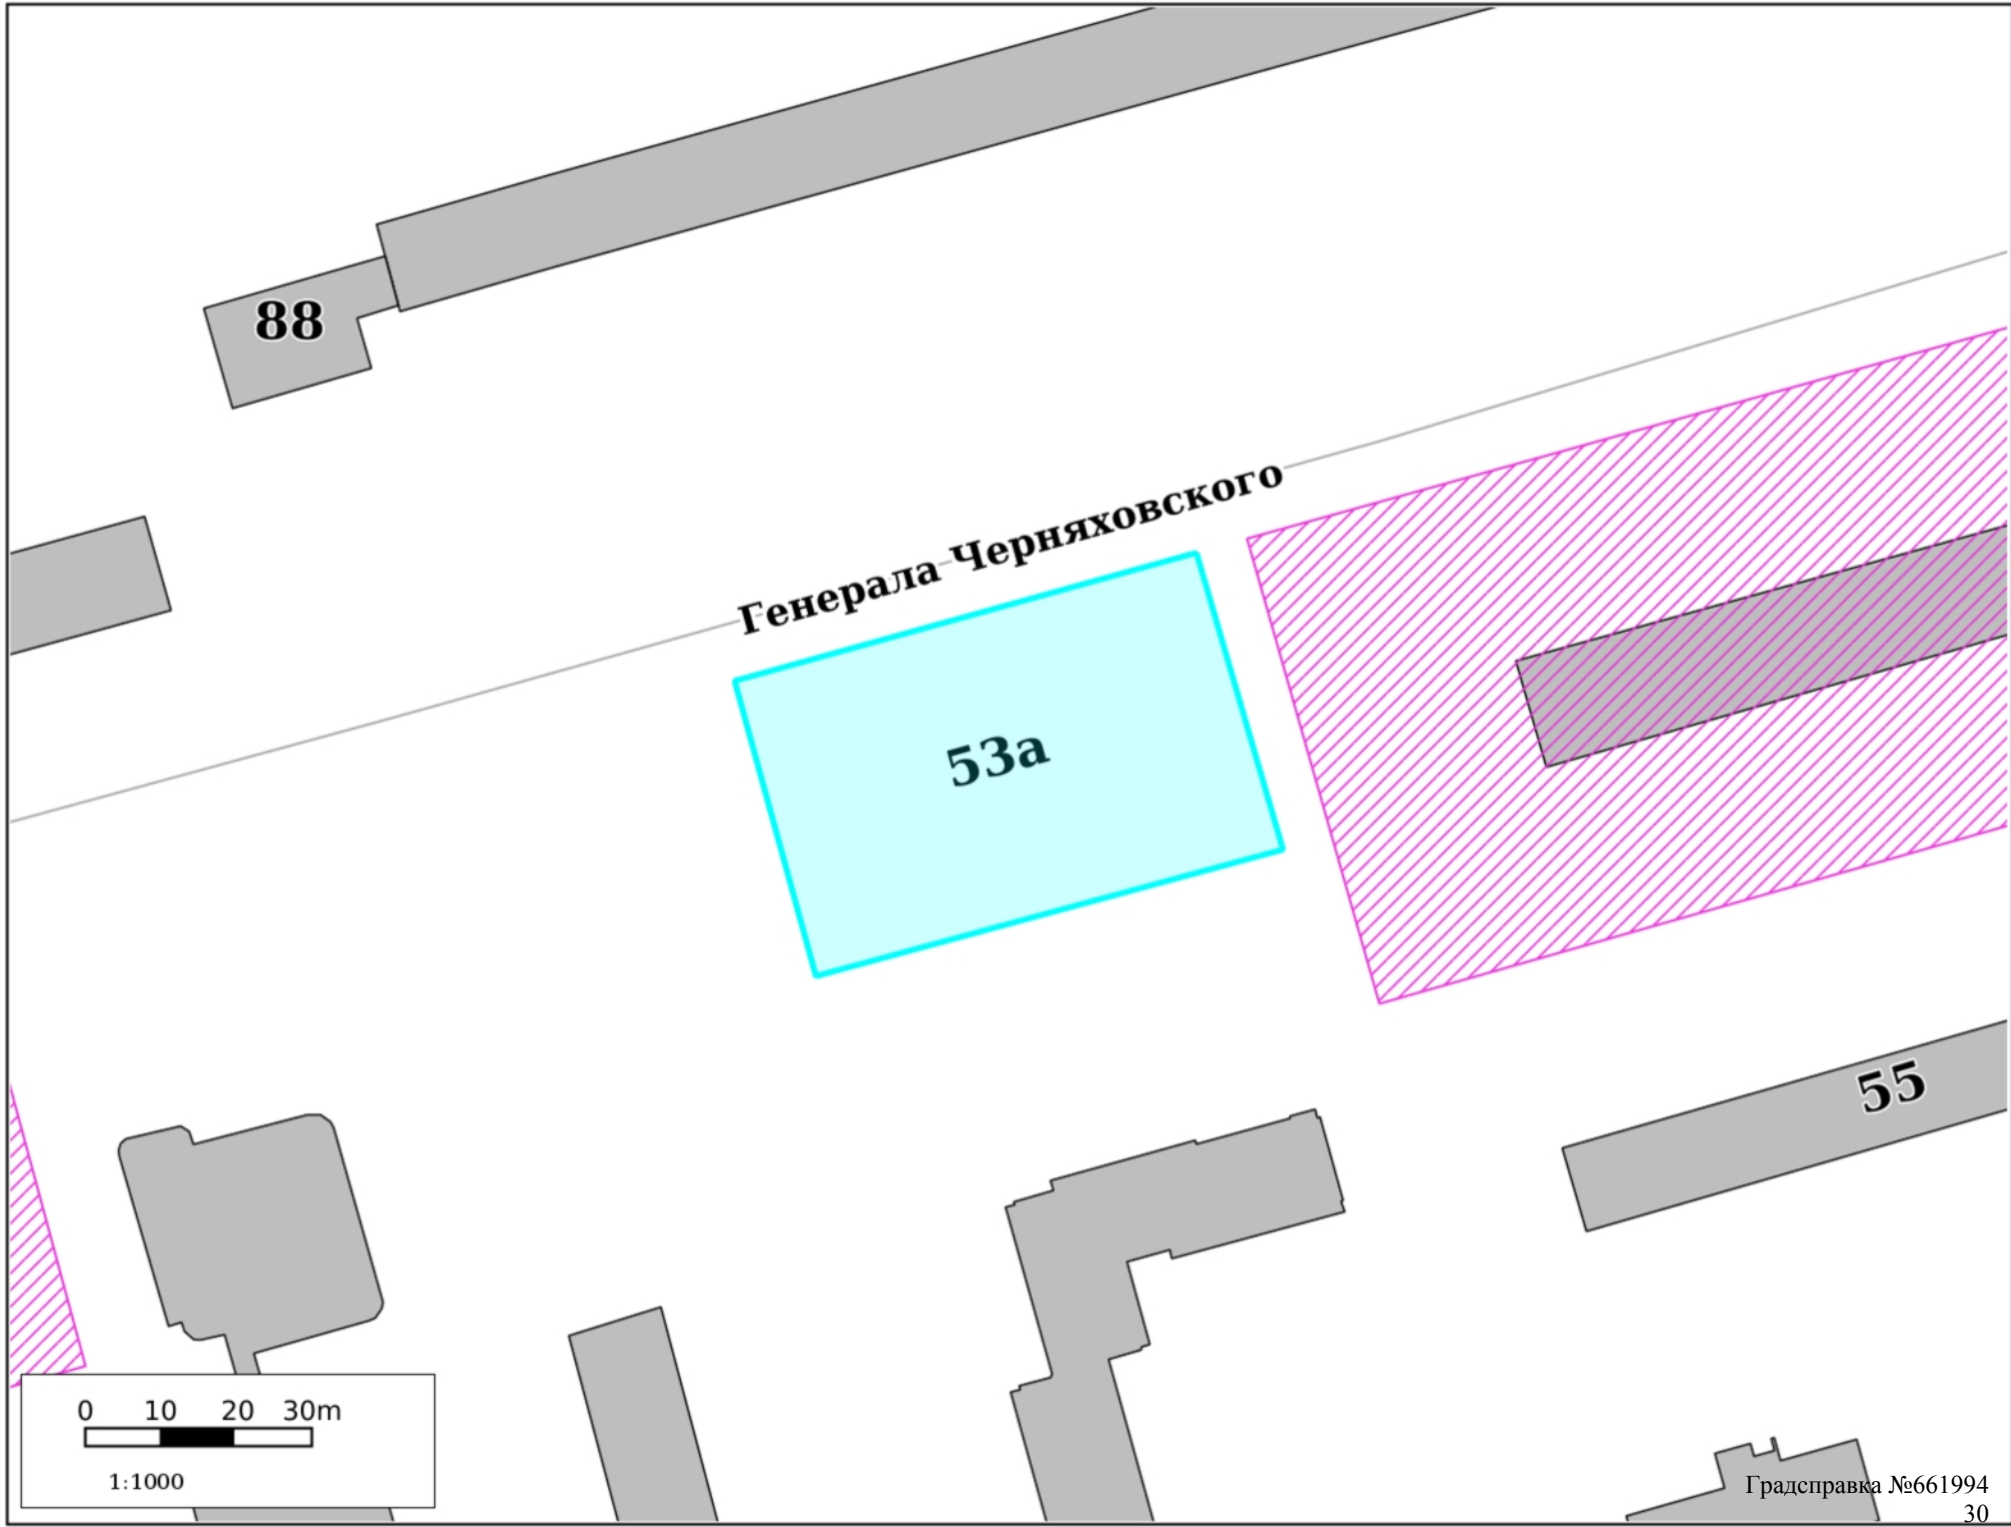 88
Генерала Черняховского
53а
55
0 10 20 30m
1:1000
Градсправка №661994
30